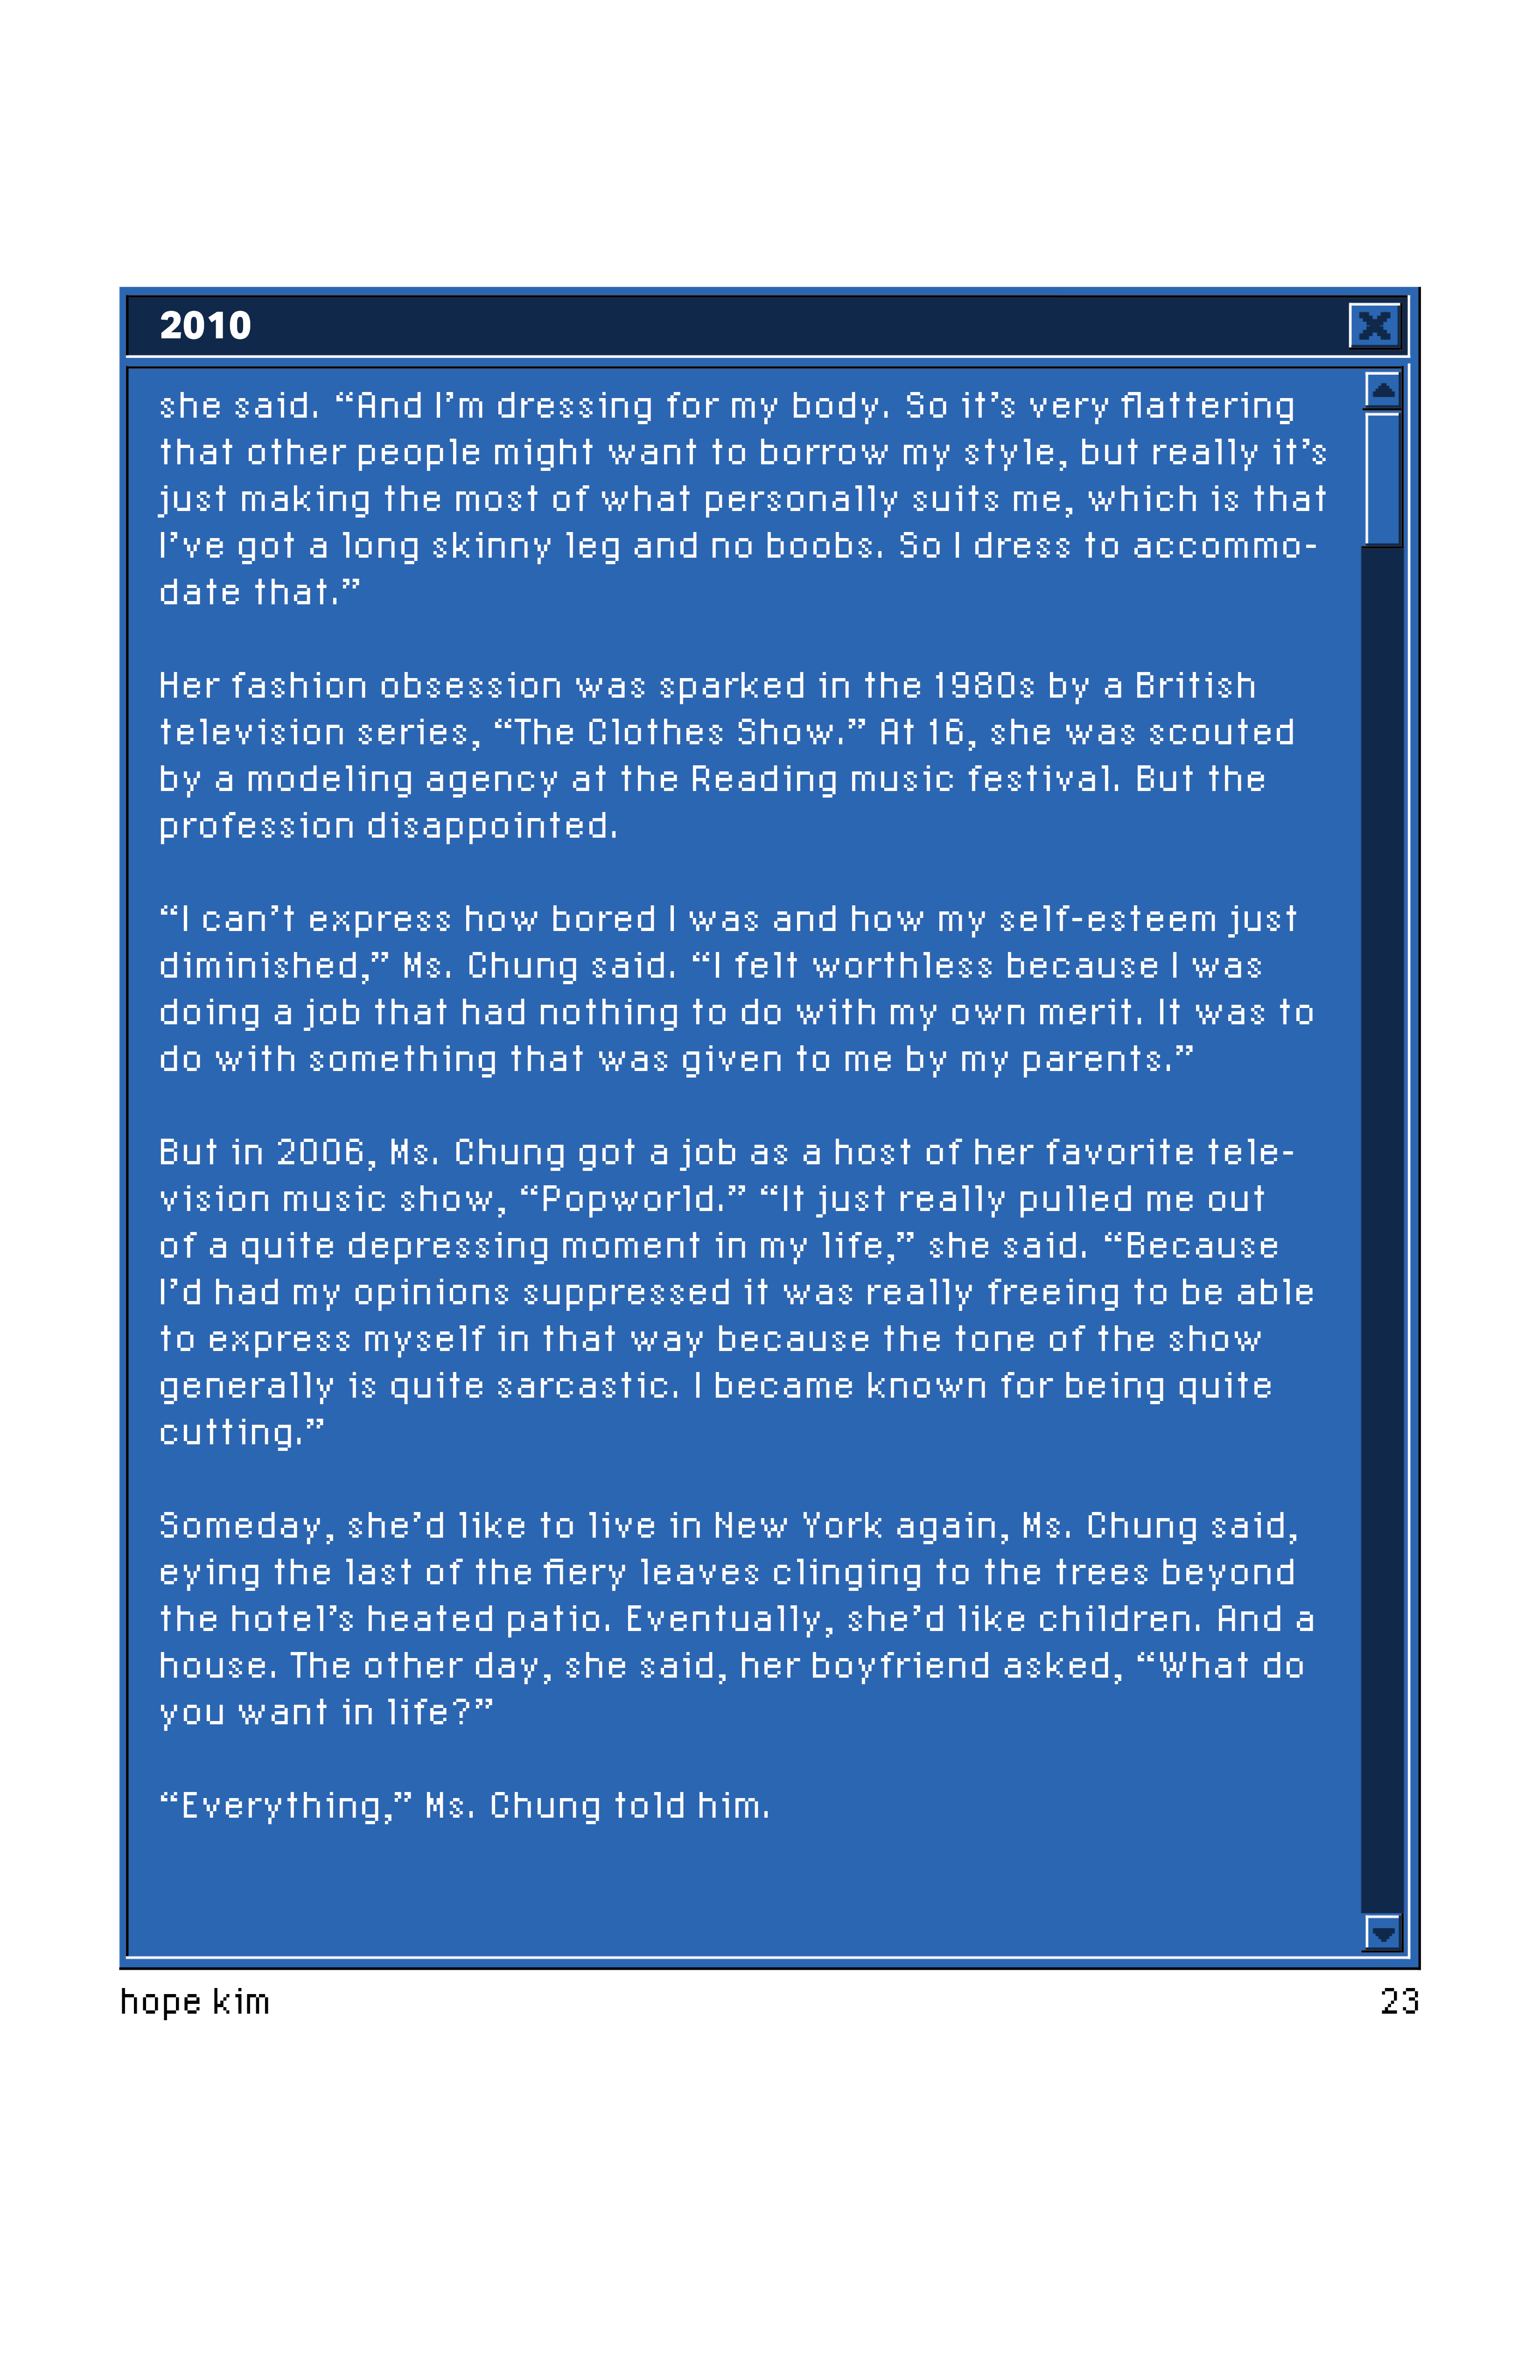 2010
she said. “And I’m dressing for my body. So it’s very flattering
that other people might want to borrow my style, but really it’s
just making the most of what personally suits me, which is that
I’ve got a long skinny leg and no boobs. So I dress to accommo-
date that.”
Her fashion obsession was sparked in the 1980s by a British
television series, “The Clothes Show.” At 16, she was scouted
by a modeling agency at the Reading music festival. But the
profession disappointed.
“I can’t express how bored I was and how my self-esteem just
diminished,” Ms. Chung said. “I felt worthless because I was
doing a job that had nothing to do with my own merit. It was to
do with something that was given to me by my parents.”
But in 2006, Ms. Chung got a job as a host of her favorite tele-
vision music show, “Popworld.” “It just really pulled me out
of a quite depressing moment in my life,” she said. “Because
I’d had my opinions suppressed it was really freeing to be able
to express myself in that way because the tone of the show
generally is quite sarcastic. I became known for being quite
cutting.”
Someday, she’d like to live in New York again, Ms. Chung said,
eying the last of the fiery leaves clinging to the trees beyond
the hotel’s heated patio. Eventually, she’d like children. And a
house. The other day, she said, her boyfriend asked, “What do
you want in life?”
“Everything,” Ms. Chung told him.
hope kim
23